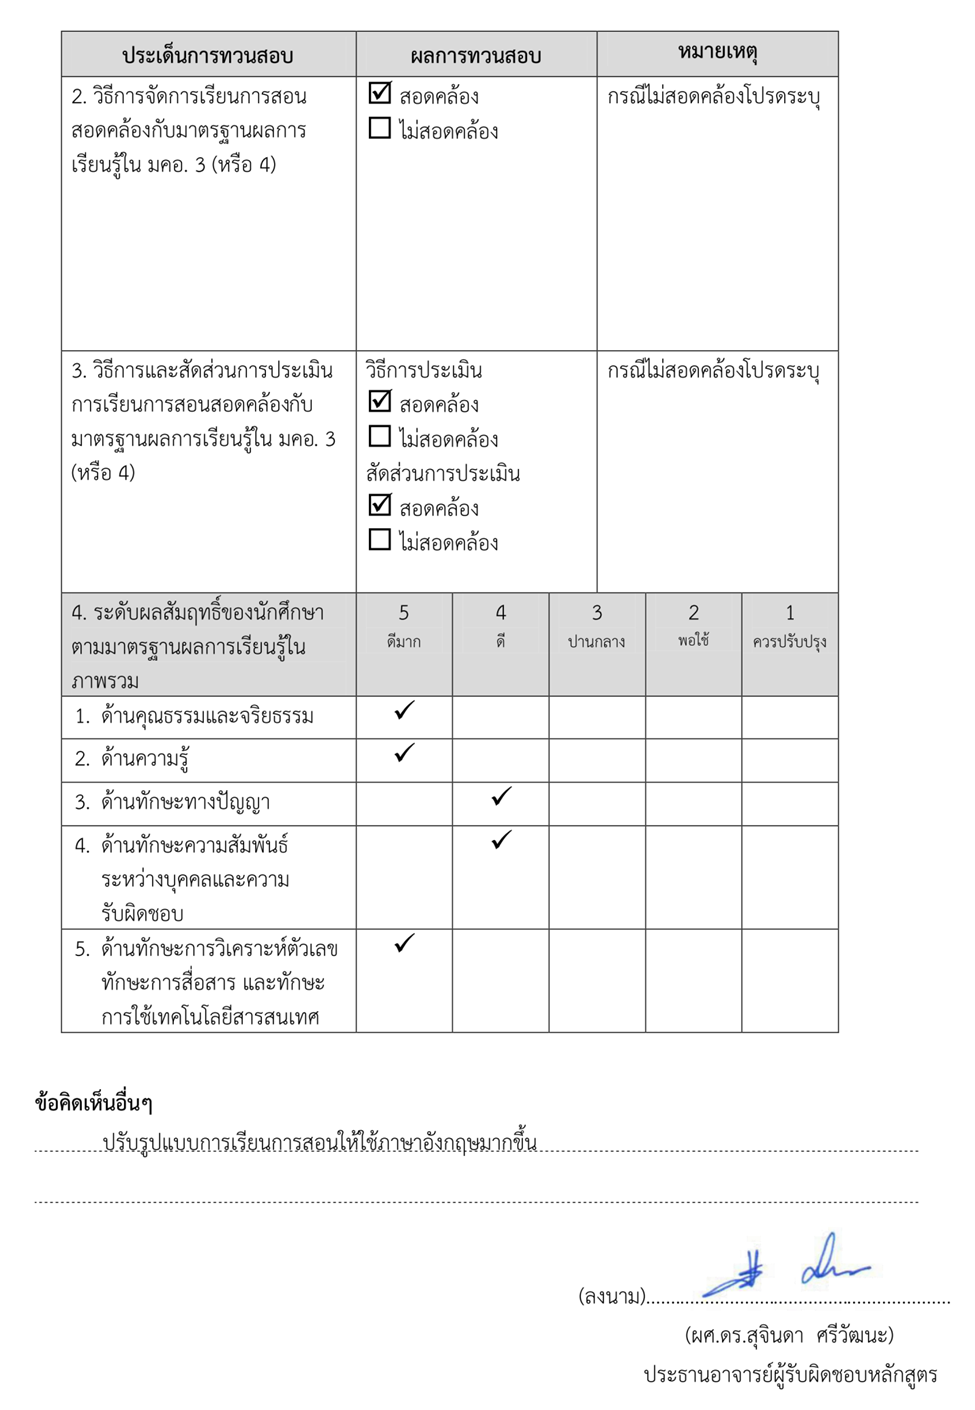 ประเด็นการทวนสอบ ผลการทวนสอบ หมายเหตุ
2. วิธีการจัดการเรียนการสอน ☑ สอดคล้อง กรณีไม่สอดคล้องโปรดระบุ
สอดคล้องกับมาตรฐานผลการ ☐ ไม่สอดคล้อง
เรียนรู้ใน มคอ. 3 (หรือ 4)
3. วิธีการและสัดส่วนการประเมิน วิธีการประเมิน กรณีไม่สอดคล้องโปรดระบุ
การเรียนการสอนสอดคล้องกับ ☑ สอดคล้อง
มาตรฐานผลการเรียนรู้ใน มคอ. 3 ☐ ไม่สอดคล้อง
(หรือ 4) สัดส่วนการประเมิน
☑ สอดคล้อง
☐ ไม่สอดคล้อง
4. ระดับผลสัมฤทธิ์ของนักศึกษา 5 4 3 2 1
ตามมาตรฐานผลการเรียนรู้ใน ดีมาก ดี ปานกลาง พอใช้ ควรปรับปรุง
ภาพรวม
1. ด้านคุณธรรมและจริยธรรม ✓
2. ด้านความรู้ ✓
3. ด้านทักษะทางปัญญา ✓
4. ด้านทักษะความสัมพันธ์ ✓
ระหว่างบุคคลและความ
รับผิดชอบ
5. ด้านทักษะการวิเคราะห์ตัวเลข ✓
ทักษะการสื่อสาร และทักษะ
การใช้เทคโนโลยีสารสนเทศ
ข้อคิดเห็นอื่นๆ
ปรับรูปแบบการเรียนการสอนให้ใช้ภาษาอังกฤษมากขึ้น
(ลงนาม)
(ผศ.ดร.สุจินดา ศรีวัฒนะ)
ประธานอาจารย์ผู้รับผิดชอบหลักสูตร